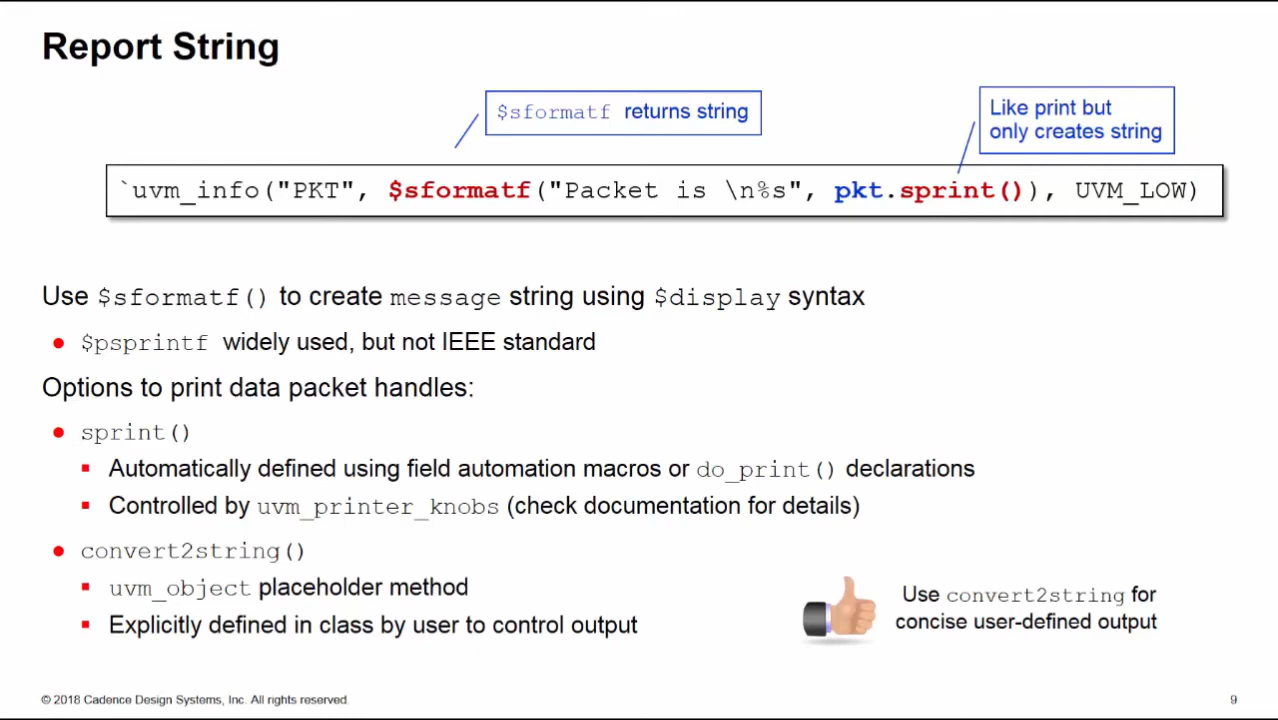 Report String
$sformatf returns string
Like print but
only creates string
`uvm_info("PKT", $sformatf("Packet is \n%s", pkt.sprint()), UVM_LOW)
Use $sformatf() to create message string using $display syntax
● $psprintf widely used, but not IEEE standard
Options to print data packet handles:
● sprint()
▪ Automatically defined using field automation macros or do_print() declarations
▪ Controlled by uvm_printer_knobs (check documentation for details)
● convert2string()
▪ uvm_object placeholder method
▪ Explicitly defined in class by user to control output
Use convert2string for
concise user-defined output
© 2018 Cadence Design Systems, Inc. All rights reserved.
9